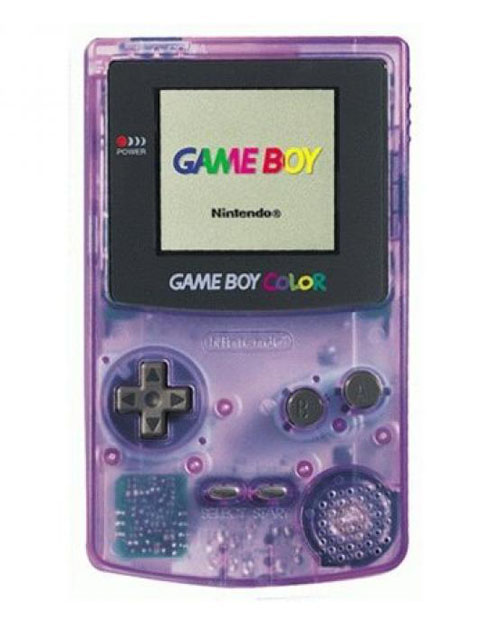 POWER
GAME BOY
Nintendo®
GAME BOY COLOR
Nintendo
B
A
SELECT START